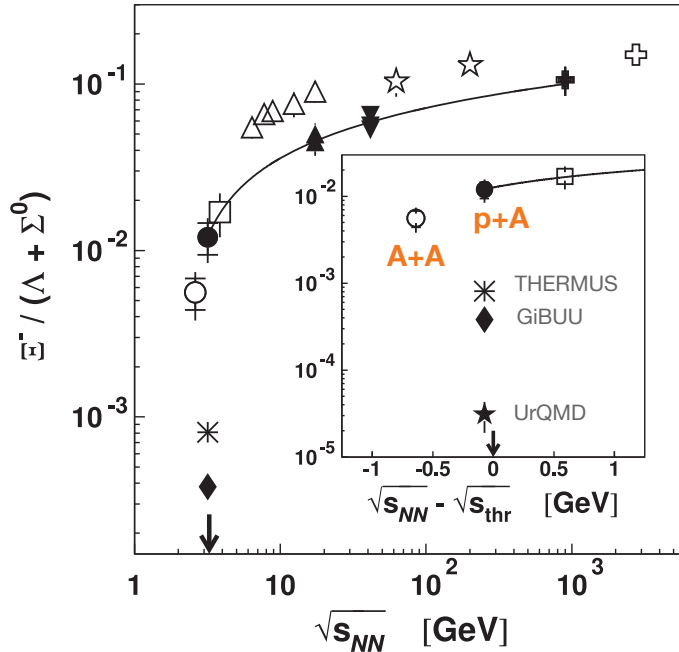 Ξ⁻ / (Λ + Σ⁰)
10⁻¹
10⁻²
10⁻³
1
10
10²
10³
√s_NN [GeV]
10⁻²
10⁻³
10⁻⁴
10⁻⁵
A+A
p+A
THERMUS
GiBUU
UrQMD
-1
-0.5
0
0.5
1
√s_NN - √s_thr [GeV]